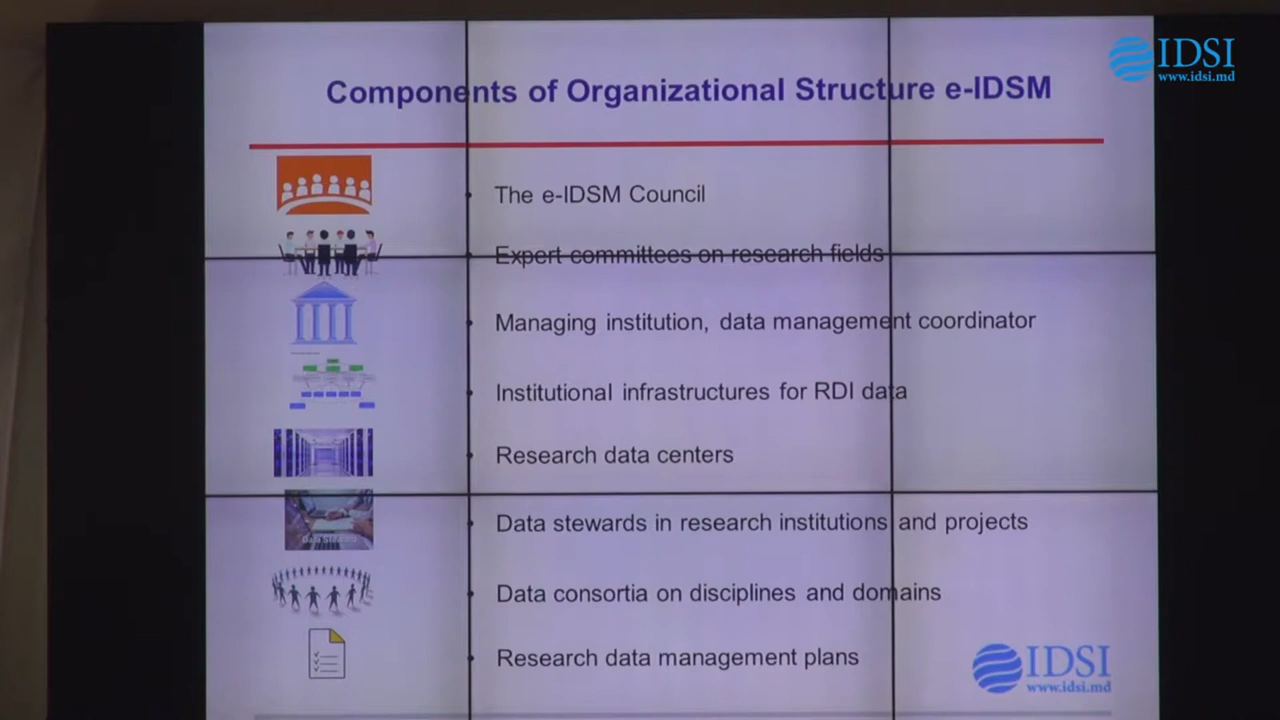 IDSI
www.idsi.md
Components of Organizational Structure e-IDSM
• The e-IDSM Council
• Expert committees on research fields
• Managing institution, data management coordinator
• Institutional infrastructures for RDI data
• Research data centers
• Data stewards in research institutions and projects
• Data consortia on disciplines and domains
• Research data management plans
IDSI
www.idsi.md